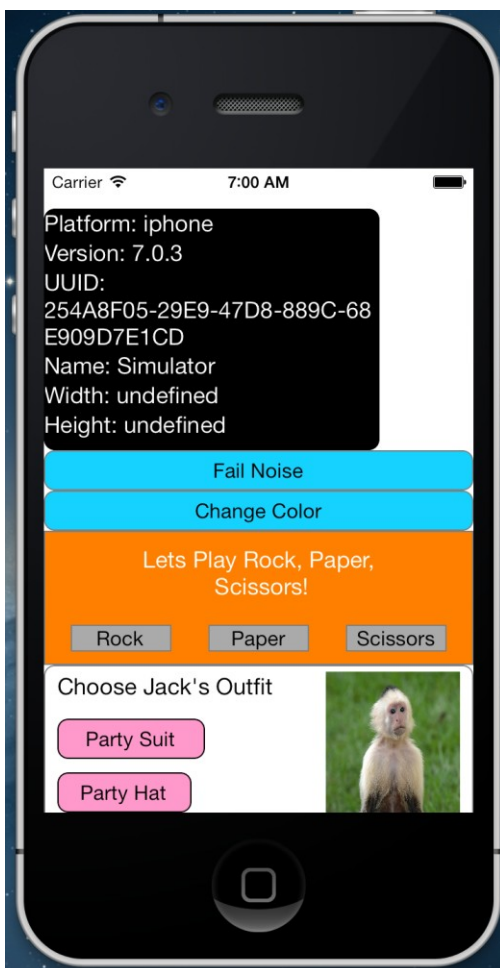 Carrier 7:00 AM
Platform: iphone
Version: 7.0.3
UUID:
254A8F05-29E9-47D8-889C-68
E909D7E1CD
Name: Simulator
Width: undefined
Height: undefined
Fail Noise
Change Color
Lets Play Rock, Paper,
Scissors!
Rock Paper Scissors
Choose Jack's Outfit
Party Suit
Party Hat